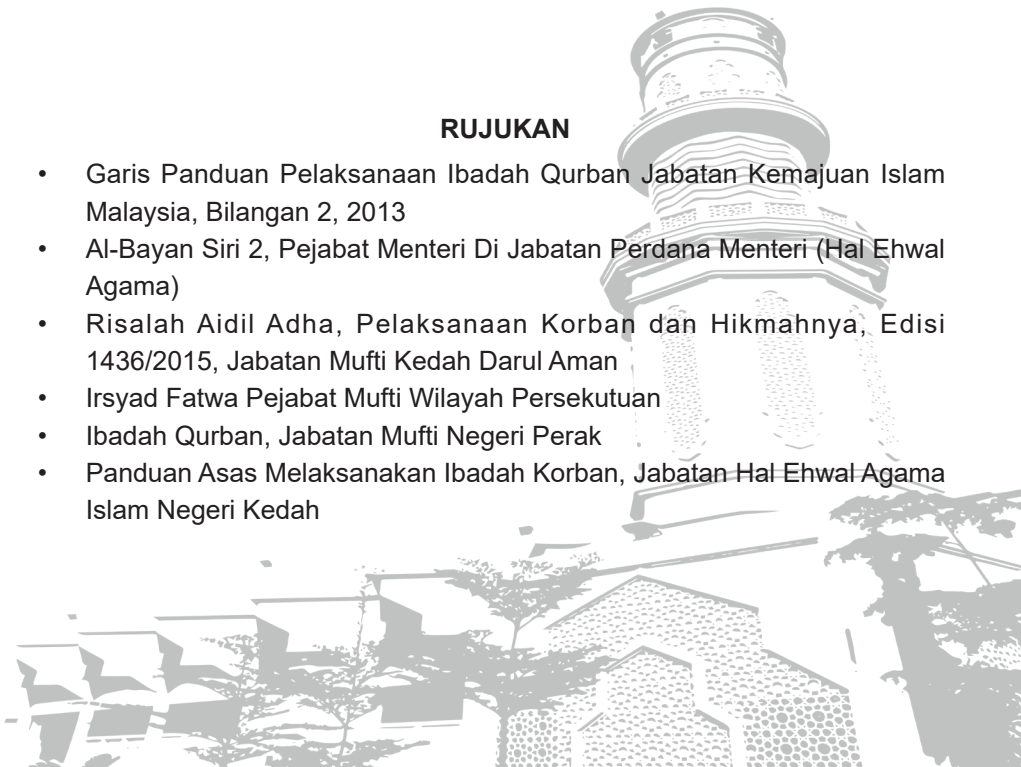 RUJUKAN
• Garis Panduan Pelaksanaan Ibadah Qurban Jabatan Kemajuan Islam
Malaysia, Bilangan 2, 2013
• Al-Bayan Siri 2, Pejabat Menteri Di Jabatan Perdana Menteri (Hal Ehwal
Agama)
• Risalah Aidil Adha, Pelaksanaan Korban dan Hikmahnya, Edisi
1436/2015, Jabatan Mufti Kedah Darul Aman
• Irsyad Fatwa Pejabat Mufti Wilayah Persekutuan
• Ibadah Qurban, Jabatan Mufti Negeri Perak
• Panduan Asas Melaksanakan Ibadah Korban, Jabatan Hal Ehwal Agama
Islam Negeri Kedah